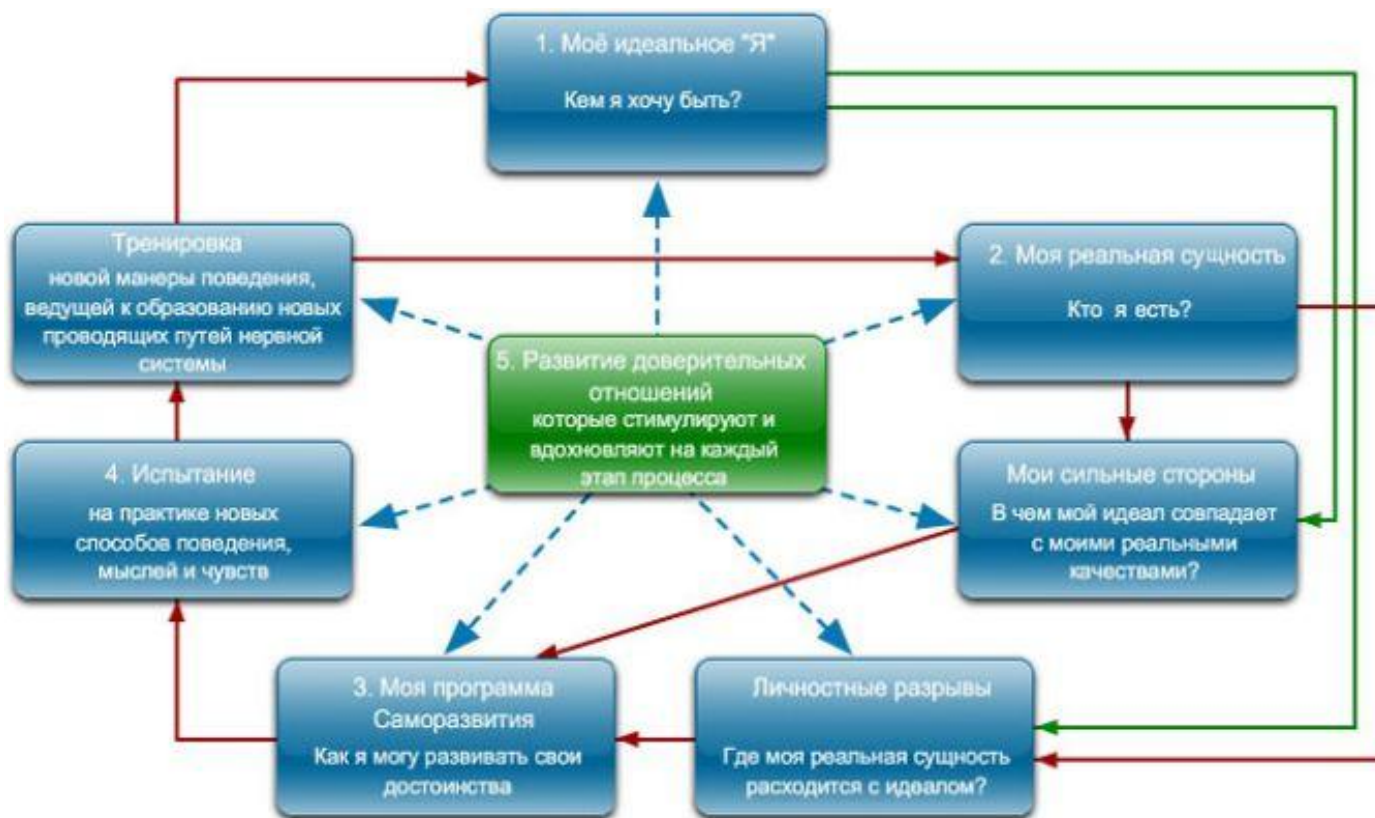 1. Моё идеальное "Я"
Кем я хочу быть?
Тренировка
новой манеры поведения,
ведущей к образованию новых
проводящих путей нервной
системы
2. Моя реальная сущность
Кто я есть?
5. Развитие доверительных
отношений
которые стимулируют и
вдохновляют на каждый
этап процесса
4. Испытание
на практике новых
способов поведения,
мыслей и чувств
Мои сильные стороны
В чем мой идеал совпадает
с моими реальными
качествами?
3. Моя программа
Саморазвития
Как я могу развивать свои
достоинства
Личностные разрывы
Где моя реальная сущность
расходится с идеалом?